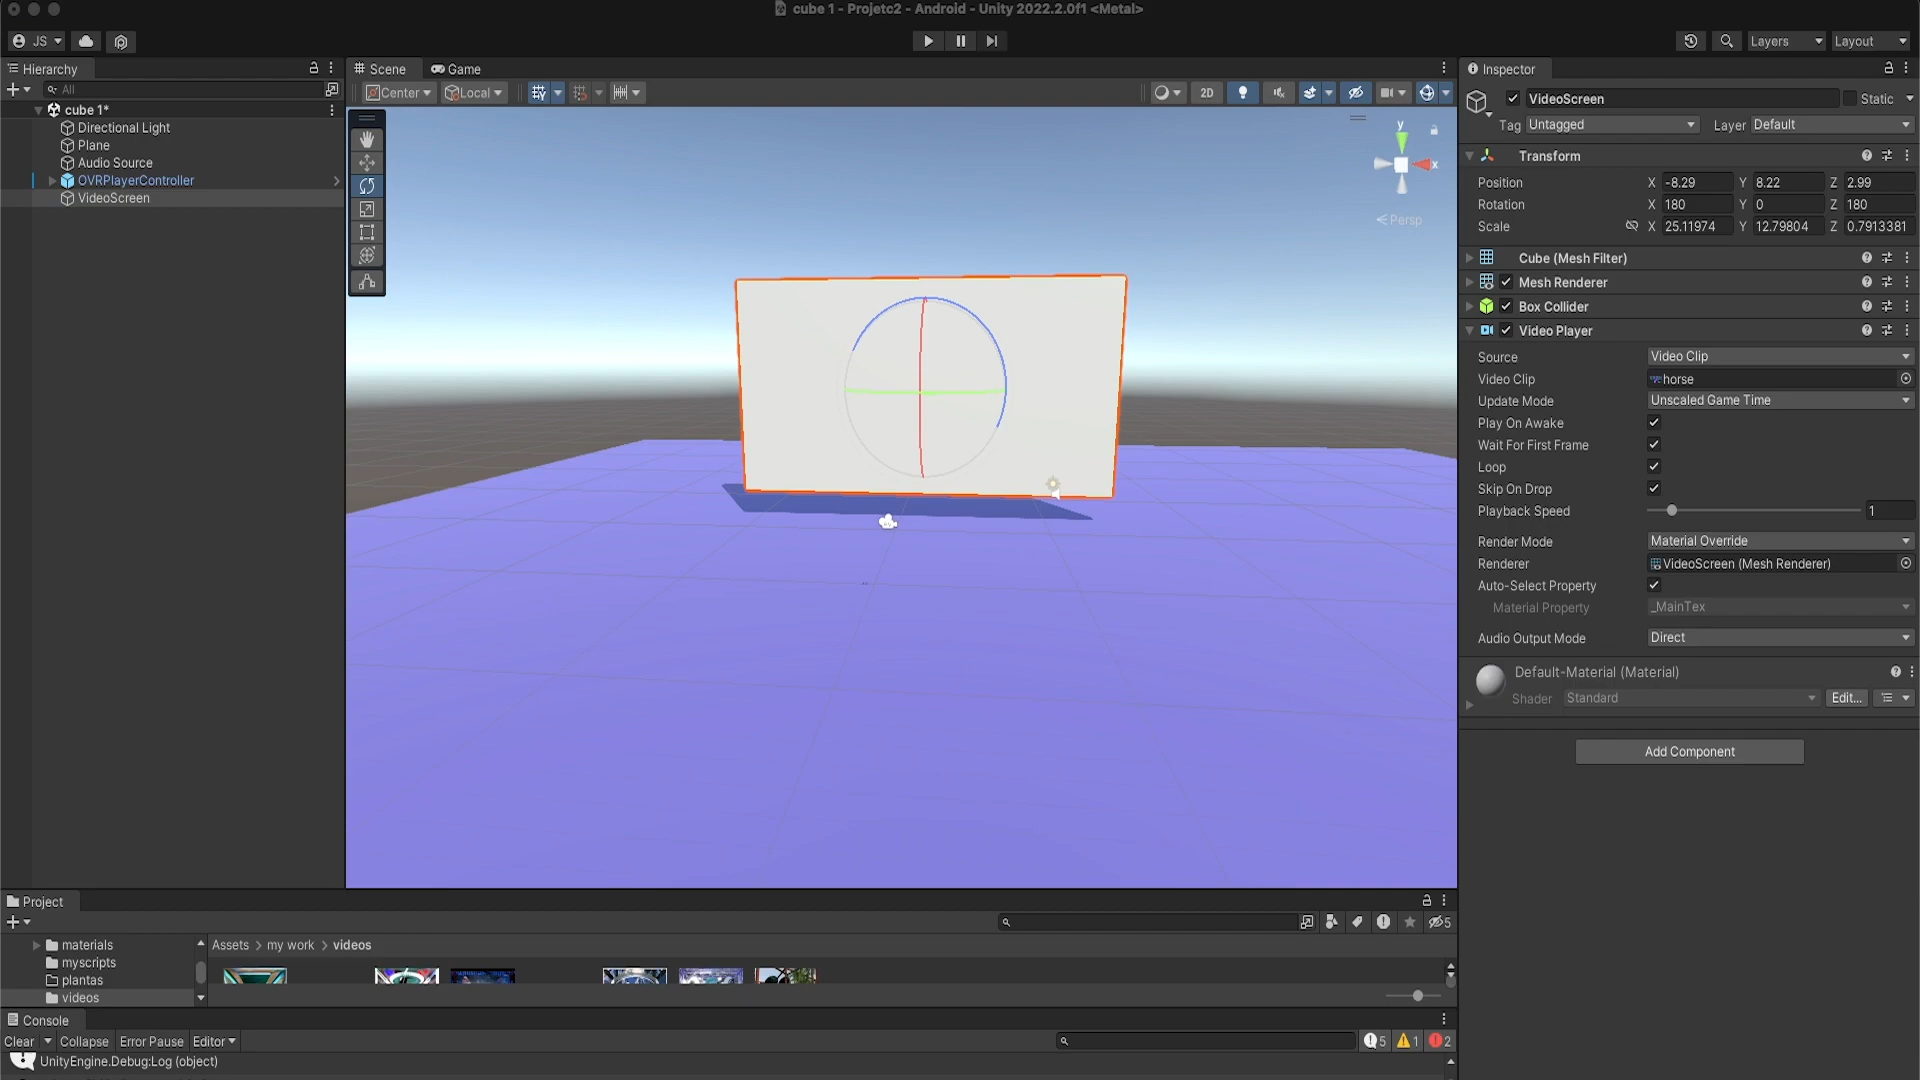 cube 1 - Projetc2 - Android - Unity 2022.2.0f1 <Metal>
JS
Layers
Layout
Hierarchy
All
cube 1*
Directional Light
Plane
Audio Source
OVRPlayerController
VideoScreen
Scene
Game
Center
Local
2D
y
x
Persp
Inspector
VideoScreen
Static
Tag Untagged
Layer Default
Transform
Position X -8.29 Y 8.22 Z 2.99
Rotation X 180 Y 0 Z 180
Scale X 25.11974 Y 12.79804 Z 0.7913381
Cube (Mesh Filter)
Mesh Renderer
Box Collider
Video Player
Source Video Clip
Video Clip horse
Update Mode Unscaled Game Time
Play On Awake
Wait For First Frame
Loop
Skip On Drop
Playback Speed 1
Render Mode Material Override
Renderer VideoScreen (Mesh Renderer)
Auto-Select Property
Material Property _MainTex
Audio Output Mode Direct
Default-Material (Material)
Shader Standard Edit...
Add Component
Project
5
materials
myscripts
plantas
videos
Assets > my work > videos
Console
Clear Collapse Error Pause Editor
5 1 2
UnityEngine.Debug:Log (object)